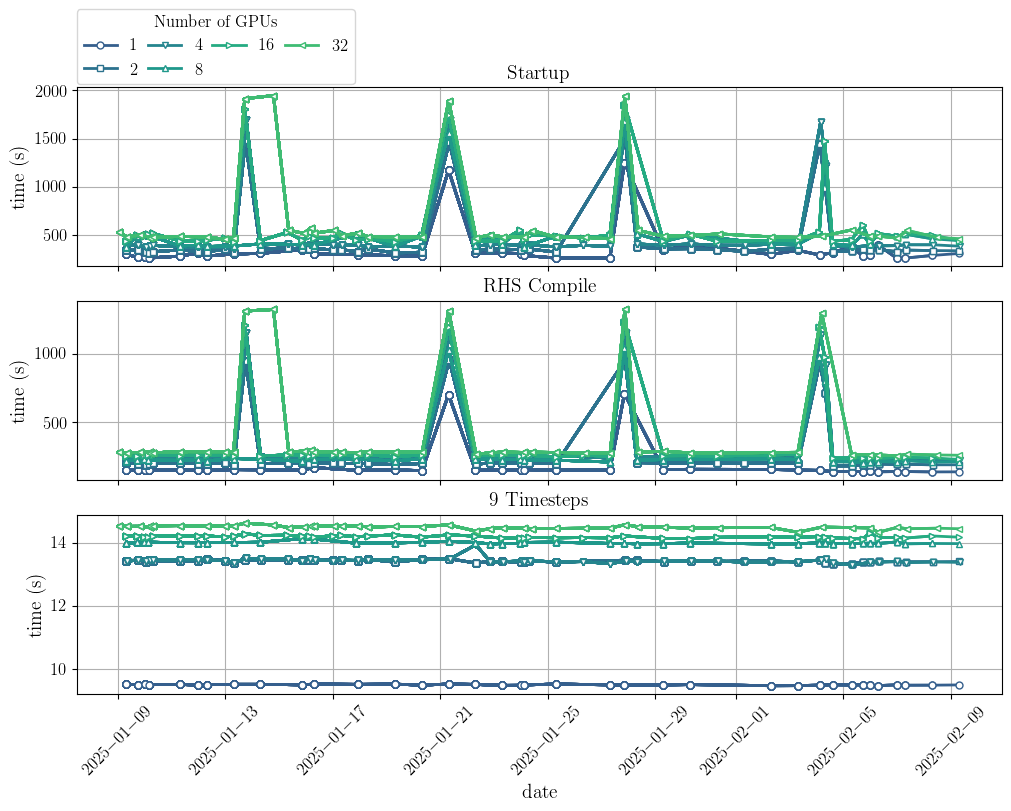 Number of GPUs
1 4 16 32
2 8
Startup
2000
1500
1000
500
time (s)
RHS Compile
1000
500
time (s)
9 Timesteps
14
12
10
time (s)
2025−01−09 2025−01−13 2025−01−17 2025−01−21 2025−01−25 2025−01−29 2025−02−01 2025−02−05 2025−02−09
date